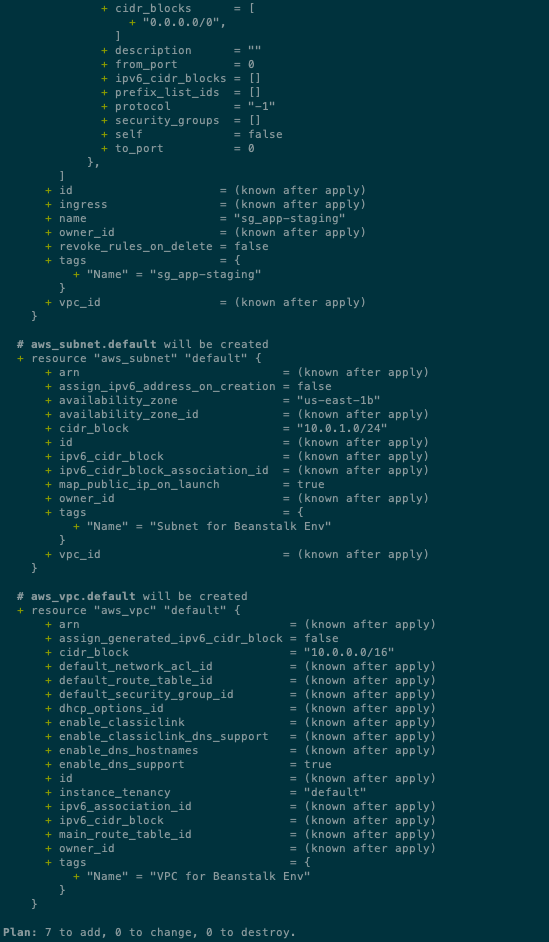 + cidr_blocks      = [
                + "0.0.0.0/0",
              ]
            + description      = ""
            + from_port        = 0
            + ipv6_cidr_blocks = []
            + prefix_list_ids  = []
            + protocol         = "-1"
            + security_groups  = []
            + self             = false
            + to_port          = 0
          },
      ]
    + id                     = (known after apply)
    + ingress                = (known after apply)
    + name                   = "sg_app-staging"
    + owner_id               = (known after apply)
    + revoke_rules_on_delete = false
    + tags                   = {
        + "Name" = "sg_app-staging"
      }
    + vpc_id                 = (known after apply)
  }
# aws_subnet.default will be created
+ resource "aws_subnet" "default" {
    + arn                             = (known after apply)
    + assign_ipv6_address_on_creation = false
    + availability_zone               = "us-east-1b"
    + availability_zone_id            = (known after apply)
    + cidr_block                      = "10.0.1.0/24"
    + id                              = (known after apply)
    + ipv6_cidr_block                 = (known after apply)
    + ipv6_cidr_block_association_id  = (known after apply)
    + map_public_ip_on_launch         = true
    + owner_id                        = (known after apply)
    + tags                            = {
        + "Name" = "Subnet for Beanstalk Env"
      }
    + vpc_id                          = (known after apply)
  }
# aws_vpc.default will be created
+ resource "aws_vpc" "default" {
    + arn                              = (known after apply)
    + assign_generated_ipv6_cidr_block = false
    + cidr_block                       = "10.0.0.0/16"
    + default_network_acl_id           = (known after apply)
    + default_route_table_id           = (known after apply)
    + default_security_group_id        = (known after apply)
    + dhcp_options_id                  = (known after apply)
    + enable_classiclink               = (known after apply)
    + enable_classiclink_dns_support   = (known after apply)
    + enable_dns_hostnames             = (known after apply)
    + enable_dns_support               = true
    + id                               = (known after apply)
    + instance_tenancy                 = "default"
    + ipv6_association_id              = (known after apply)
    + ipv6_cidr_block                  = (known after apply)
    + main_route_table_id              = (known after apply)
    + owner_id                         = (known after apply)
    + tags                             = {
        + "Name" = "VPC for Beanstalk Env"
      }
  }
Plan: 7 to add, 0 to change, 0 to destroy.